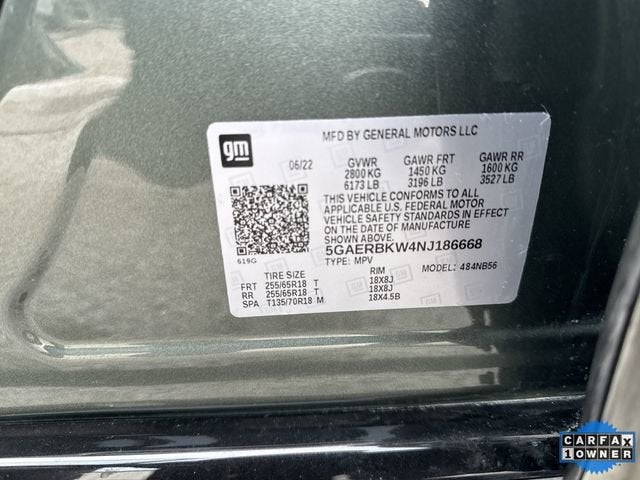 gm
MFD BY GENERAL MOTORS LLC
06/22 GVWR GAWR FRT GAWR RR
2800 KG 1450 KG 1600 KG
6173 LB 3196 LB 3527 LB
THIS VEHICLE CONFORMS TO ALL
APPLICABLE U.S. FEDERAL MOTOR
VEHICLE SAFETY STANDARDS IN EFFECT
ON THE DATE OF MANUFACTURE
SHOWN ABOVE.
619G
5GAERBKW4NJ186668
TYPE: MPV MODEL: 484NB56
TIRE SIZE RIM
FRT 255/65R18 T 18X8J
RR 255/65R18 T 18X8J
SPA T135/70R18 M 18X4.5B
CARFAX
1 OWNER